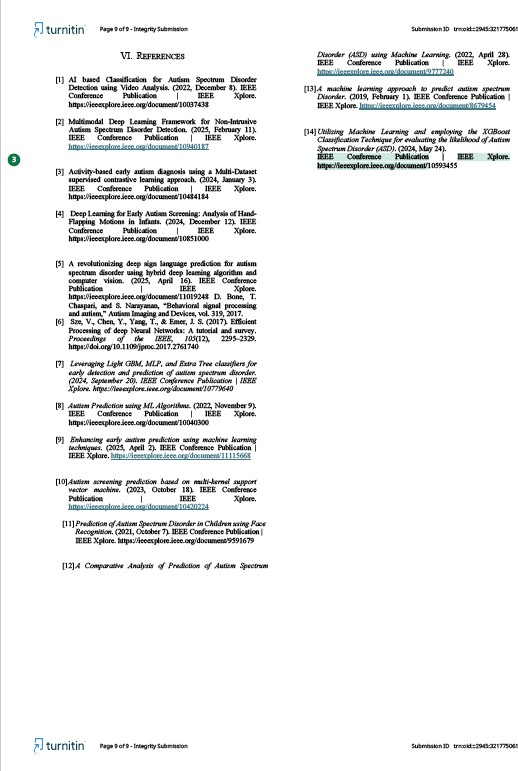 turnitin Page 9 of 9 - Integrity Submission Submission ID trn:oid:::2945:321775061
VI. REFERENCES
[1] AI based Classification for Autism Spectrum Disorder
Detection using Video Analysis. (2022, December 8). IEEE
Conference Publication | IEEE Xplore.
https://ieeexplore.ieee.org/document/10037438
[2] Multimodal Deep Learning Framework for Non-Intrusive
Autism Spectrum Disorder Detection. (2025, February 11).
IEEE Conference Publication | IEEE Xplore.
https://ieeexplore.ieee.org/document/10940187
3
[3] Activity-based early autism diagnosis using a Multi-Dataset
supervised contrastive learning approach. (2024, January 3).
IEEE Conference Publication | IEEE Xplore.
https://ieeexplore.ieee.org/document/10484184
[4] Deep Learning for Early Autism Screening: Analysis of Hand-
Flapping Motions in Infants. (2024, December 12). IEEE
Conference Publication | IEEE Xplore.
https://ieeexplore.ieee.org/document/10851000
[5] A revolutionizing deep sign language prediction for autism
spectrum disorder using hybrid deep learning algorithm and
computer vision. (2025, April 16). IEEE Conference
Publication | IEEE Xplore.
https://ieeexplore.ieee.org/document/11019248 D. Bone, T.
Chaspari, and S. Narayanan, "Behavioral signal processing
and autism," Autism Imaging and Devices, vol. 319, 2017.
[6] Sze, V., Chen, Y., Yang, T., & Emer, J. S. (2017). Efficient
Processing of deep Neural Networks: A tutorial and survey.
Proceedings of the IEEE, 105(12), 2295–2329.
https://doi.org/10.1109/jproc.2017.2761740
[7] Leveraging Light GBM, MLP, and Extra Tree classifiers for
early detection and prediction of autism spectrum disorder.
(2024, September 20). IEEE Conference Publication | IEEE
Xplore. https://ieeexplore.ieee.org/document/10779640
[8] Autism Prediction using ML Algorithms. (2022, November 9).
IEEE Conference Publication | IEEE Xplore.
https://ieeexplore.ieee.org/document/10040300
[9] Enhancing early autism prediction using machine learning
techniques. (2025, April 2). IEEE Conference Publication |
IEEE Xplore. https://ieeexplore.ieee.org/document/11115668
[10]Autism screening prediction based on multi-kernel support
vector machine. (2023, October 18). IEEE Conference
Publication | IEEE Xplore.
https://ieeexplore.ieee.org/document/10420224
[11]Prediction of Autism Spectrum Disorder in Children using Face
Recognition. (2021, October 7). IEEE Conference Publication |
IEEE Xplore. https://ieeexplore.ieee.org/document/9591679
[12]A Comparative Analysis of Prediction of Autism Spectrum
Disorder (ASD) using Machine Learning. (2022, April 28).
IEEE Conference Publication | IEEE Xplore.
https://ieeexplore.ieee.org/document/9777240
[13]A machine learning approach to predict autism spectrum
Disorder. (2019, February 1). IEEE Conference Publication |
IEEE Xplore. https://ieeexplore.ieee.org/document/8679454
[14]Utilizing Machine Learning and employing the XGBoost
Classification Technique for evaluating the likelihood of Autism
Spectrum Disorder (ASD). (2024, May 24).
IEEE Conference Publication | IEEE Xplore.
https://ieeexplore.ieee.org/document/10593455
turnitin Page 9 of 9 - Integrity Submission Submission ID trn:oid:::2945:321775061